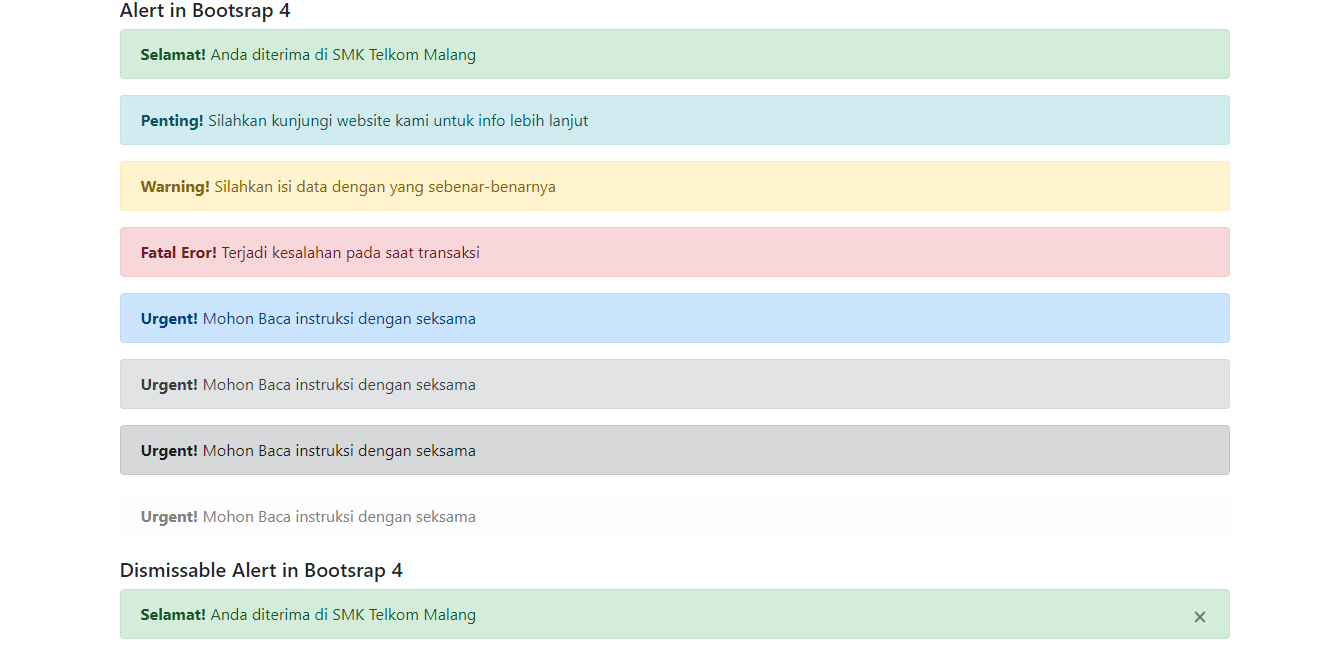 Alert in Bootsrap 4
Selamat! Anda diterima di SMK Telkom Malang
Penting! Silahkan kunjungi website kami untuk info lebih lanjut
Warning! Silahkan isi data dengan yang sebenar-benarnya
Fatal Eror! Terjadi kesalahan pada saat transaksi
Urgent! Mohon Baca instruksi dengan seksama
Urgent! Mohon Baca instruksi dengan seksama
Urgent! Mohon Baca instruksi dengan seksama
Urgent! Mohon Baca instruksi dengan seksama
Dismissable Alert in Bootsrap 4
Selamat! Anda diterima di SMK Telkom Malang ×